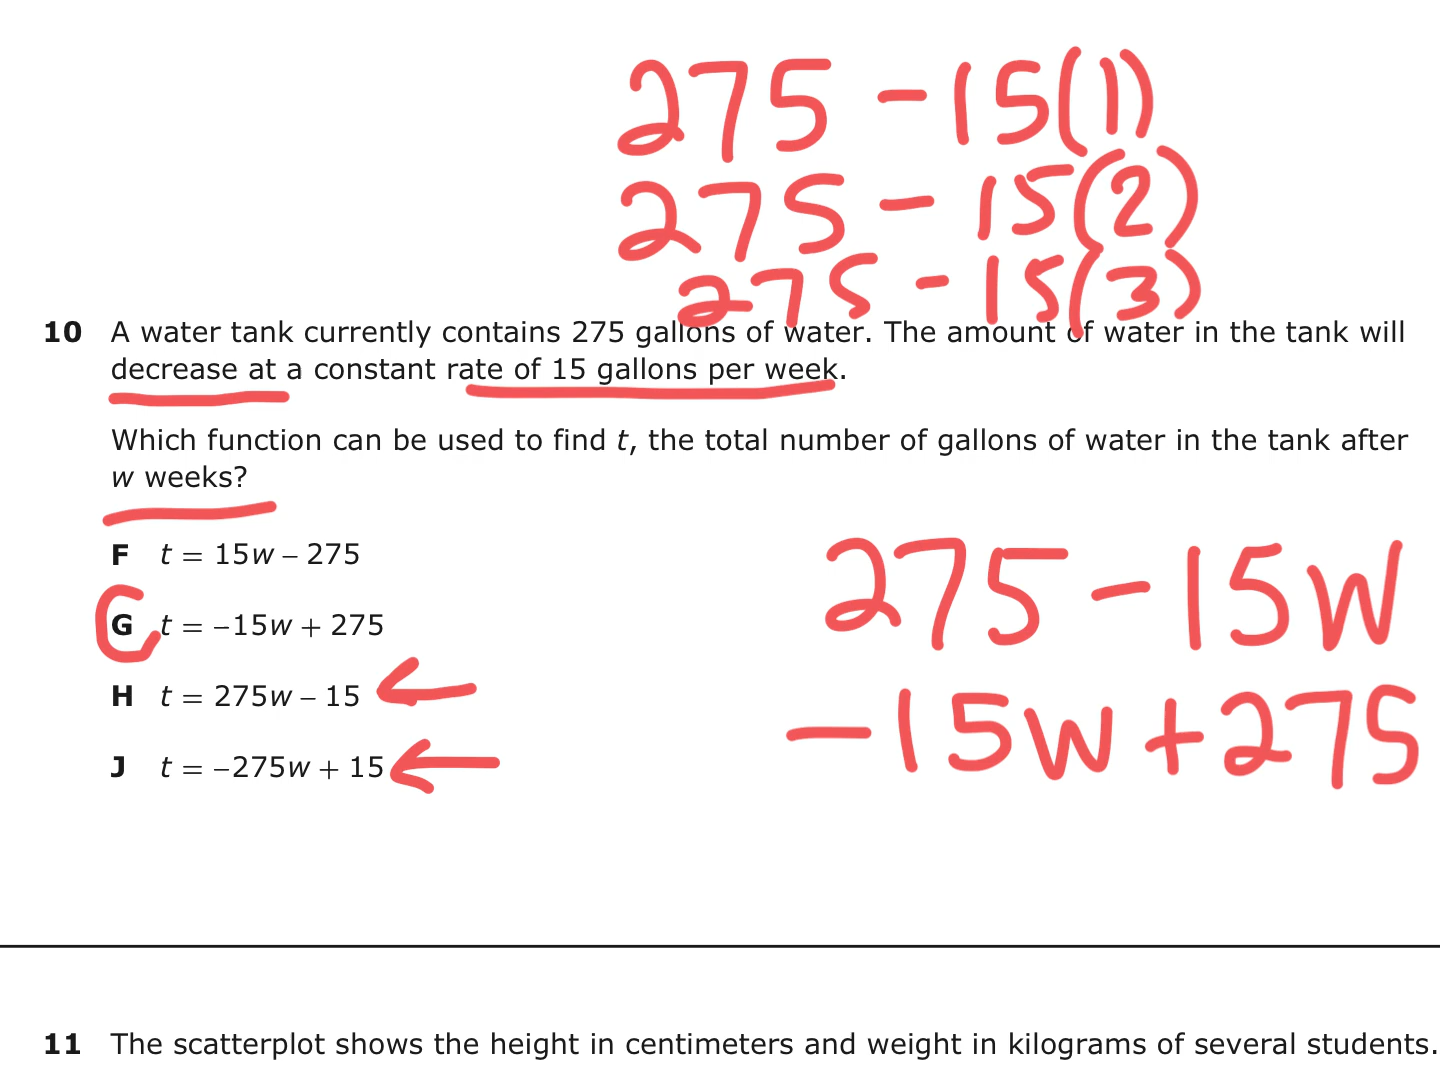 275 - 15(1)
275 - 15(2)
275 - 15(3)
10 A water tank currently contains 275 gallons of water. The amount of water in the tank will
decrease at a constant rate of 15 gallons per week.
Which function can be used to find t, the total number of gallons of water in the tank after
w weeks?
F t = 15w – 275
G t = –15w + 275
H t = 275w – 15
J t = –275w + 15
275 - 15W
-15W + 275
11 The scatterplot shows the height in centimeters and weight in kilograms of several students.